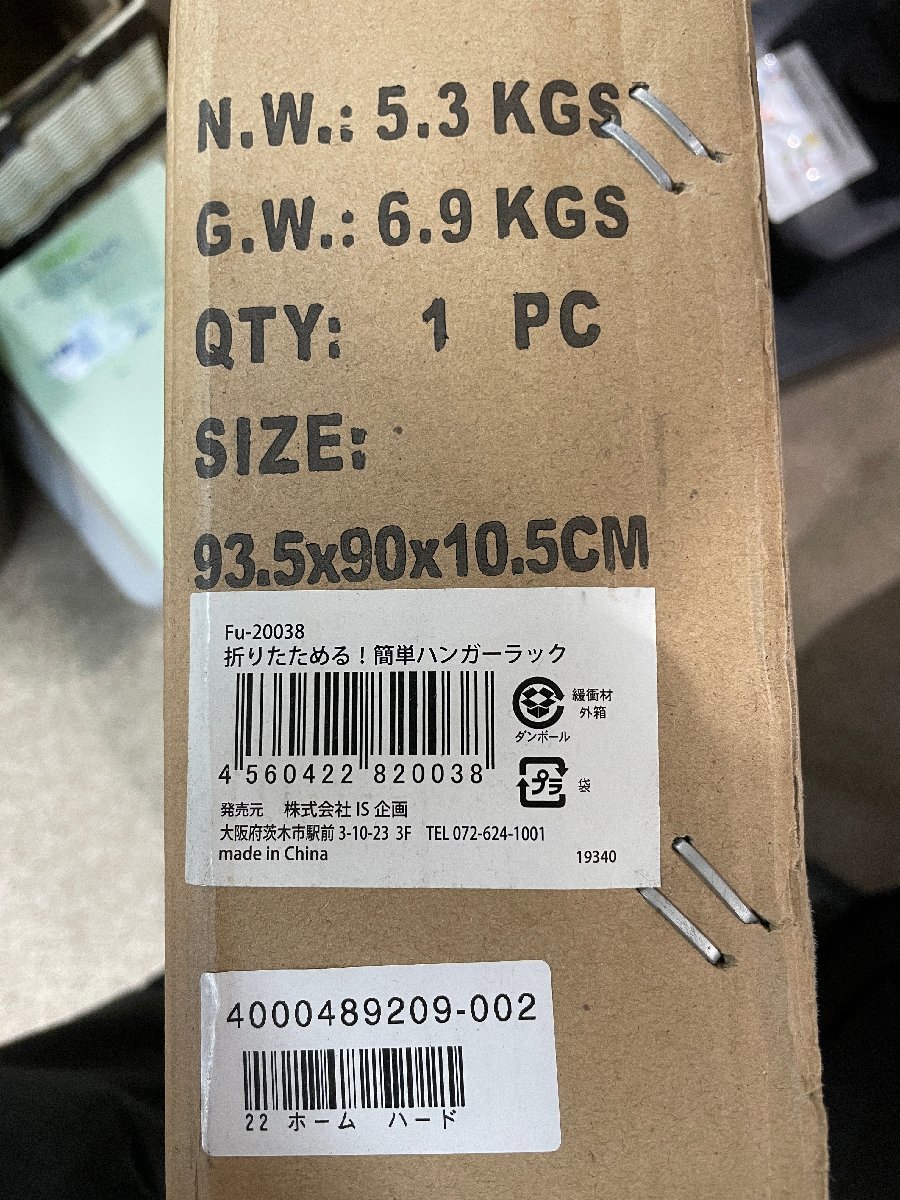 N.W.: 5.3 KGS
G.W.: 6.9 KGS
QTY: 1 PC
SIZE:
93.5x90x10.5CM
Fu-20038
折りたためる！簡単ハンガーラック
緩衝材
外箱
ダンボール
4 560422 820038
プラ
袋
発売元 株式会社 IS 企画
大阪府茨木市駅前 3-10-23 3F TEL 072-624-1001
made in China
19340
4000489209-002
22 ホーム ハード